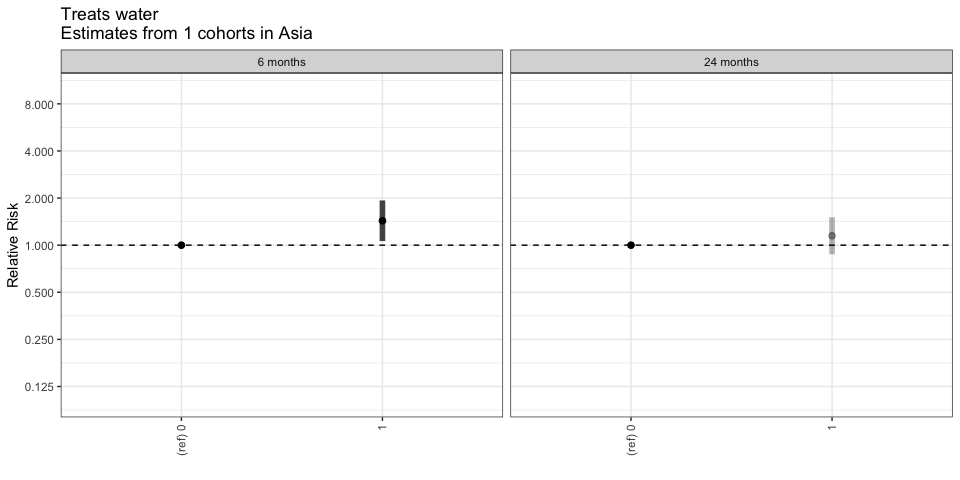 Treats water
Estimates from 1 cohorts in Asia
6 months
24 months
Relative Risk
8.000
4.000
2.000
1.000
0.500
0.250
0.125
(ref) 0
1
(ref) 0
1